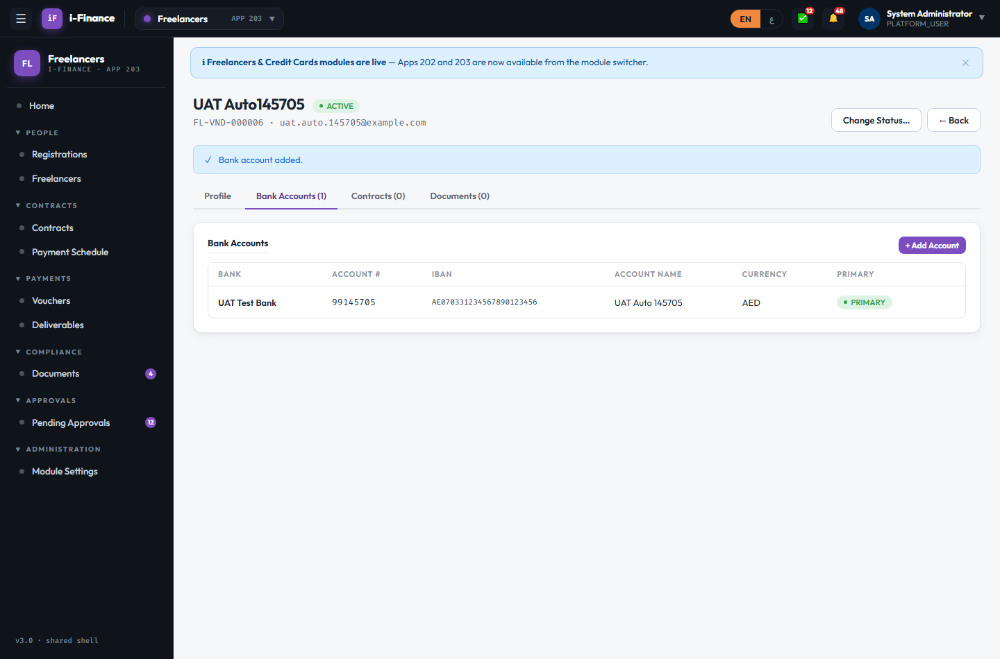 ☰ iF i-Finance Freelancers APP 203 ▼ EN ع 12 48 SA System Administrator ▼
PLATFORM_USER
FL Freelancers
I-FINANCE · APP 203
Home
▼ PEOPLE
Registrations
Freelancers
▼ CONTRACTS
Contracts
Payment Schedule
▼ PAYMENTS
Vouchers
Deliverables
▼ COMPLIANCE
Documents 4
▼ APPROVALS
Pending Approvals 12
▼ ADMINISTRATION
Module Settings
v3.0 · shared shell
ℹ Freelancers & Credit Cards modules are live — Apps 202 and 203 are now available from the module switcher. ×
UAT Auto145705 ACTIVE
FL-VND-000006 · uat.auto.145705@example.com
Change Status... ← Back
✓ Bank account added.
Profile Bank Accounts (1) Contracts (0) Documents (0)
Bank Accounts + Add Account
BANK ACCOUNT # IBAN ACCOUNT NAME CURRENCY PRIMARY
UAT Test Bank 99145705 AE070331234567890123456 UAT Auto 145705 AED PRIMARY